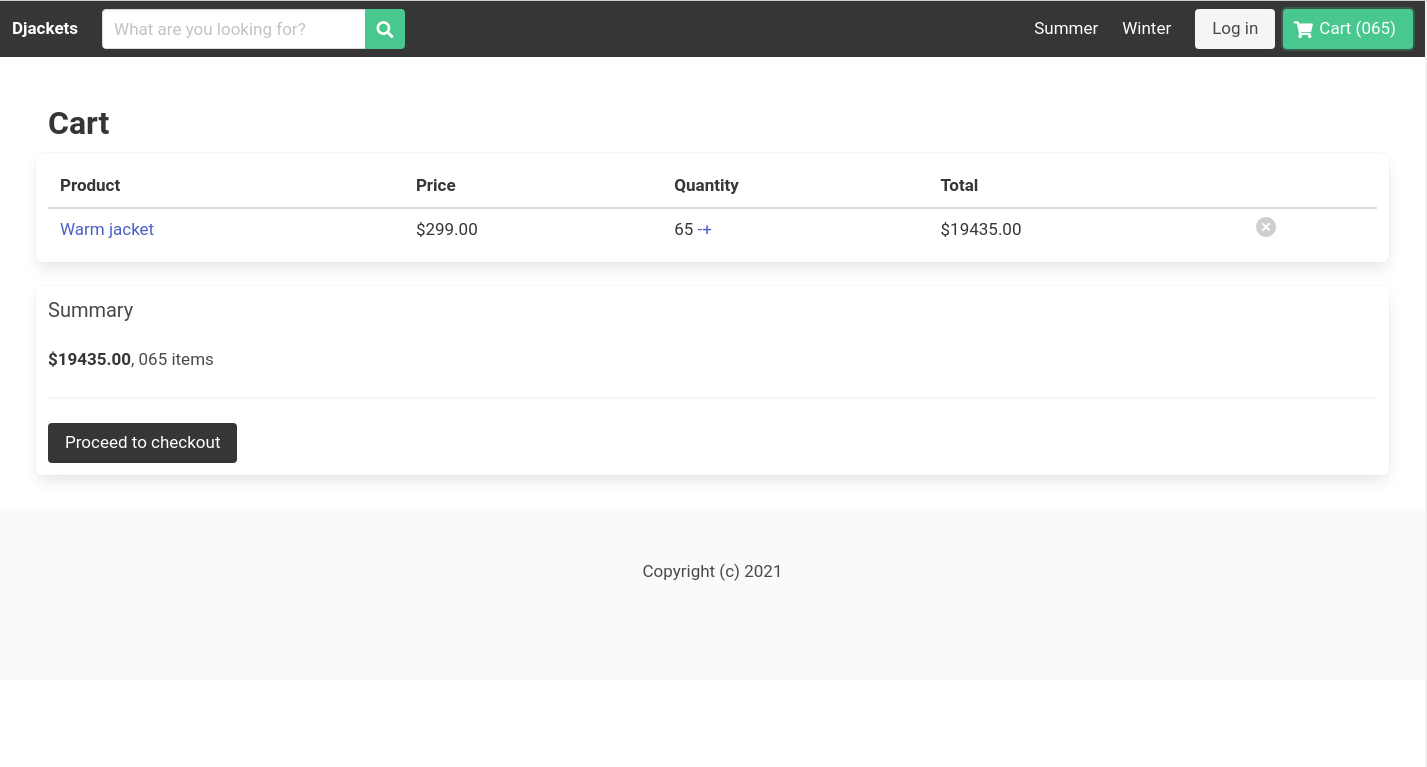 Djackets What are you looking for? Summer Winter Log in Cart (065)
Cart
Product Price Quantity Total
Warm jacket $299.00 65 -+ $19435.00
Summary
$19435.00, 065 items
Proceed to checkout
Copyright (c) 2021